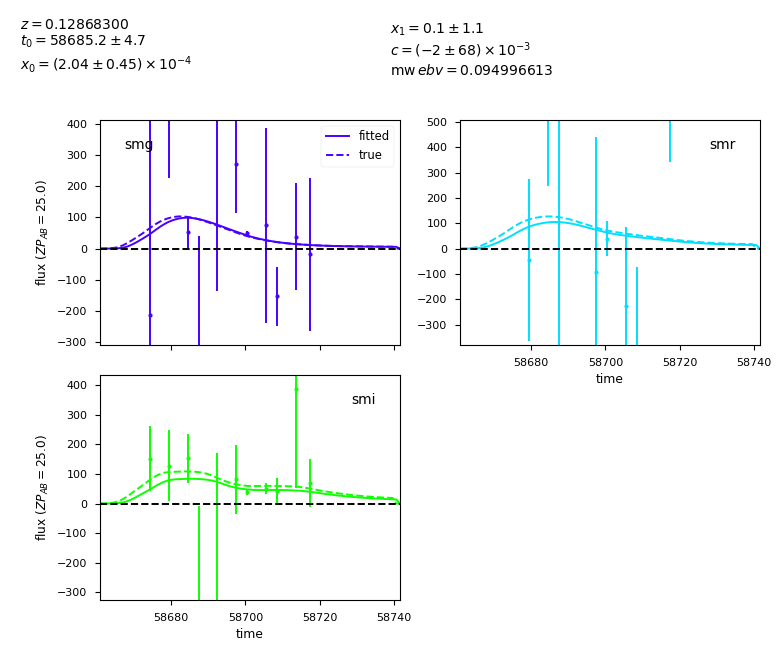 z = 0.12868300
t₀ = 58685.2 ± 4.7
x₀ = (2.04 ± 0.45) × 10⁻⁴
x₁ = 0.1 ± 1.1
c = (−2 ± 68) × 10⁻³
mw ebv = 0.094996613
smg
fitted
true
400
300
200
100
0
−100
−200
−300
flux (ZP_AB = 25.0)
smr
500
400
300
200
100
0
−100
−200
−300
58680 58700 58720 58740
time
smi
400
300
200
100
0
−100
−200
−300
flux (ZP_AB = 25.0)
58680 58700 58720 58740
time